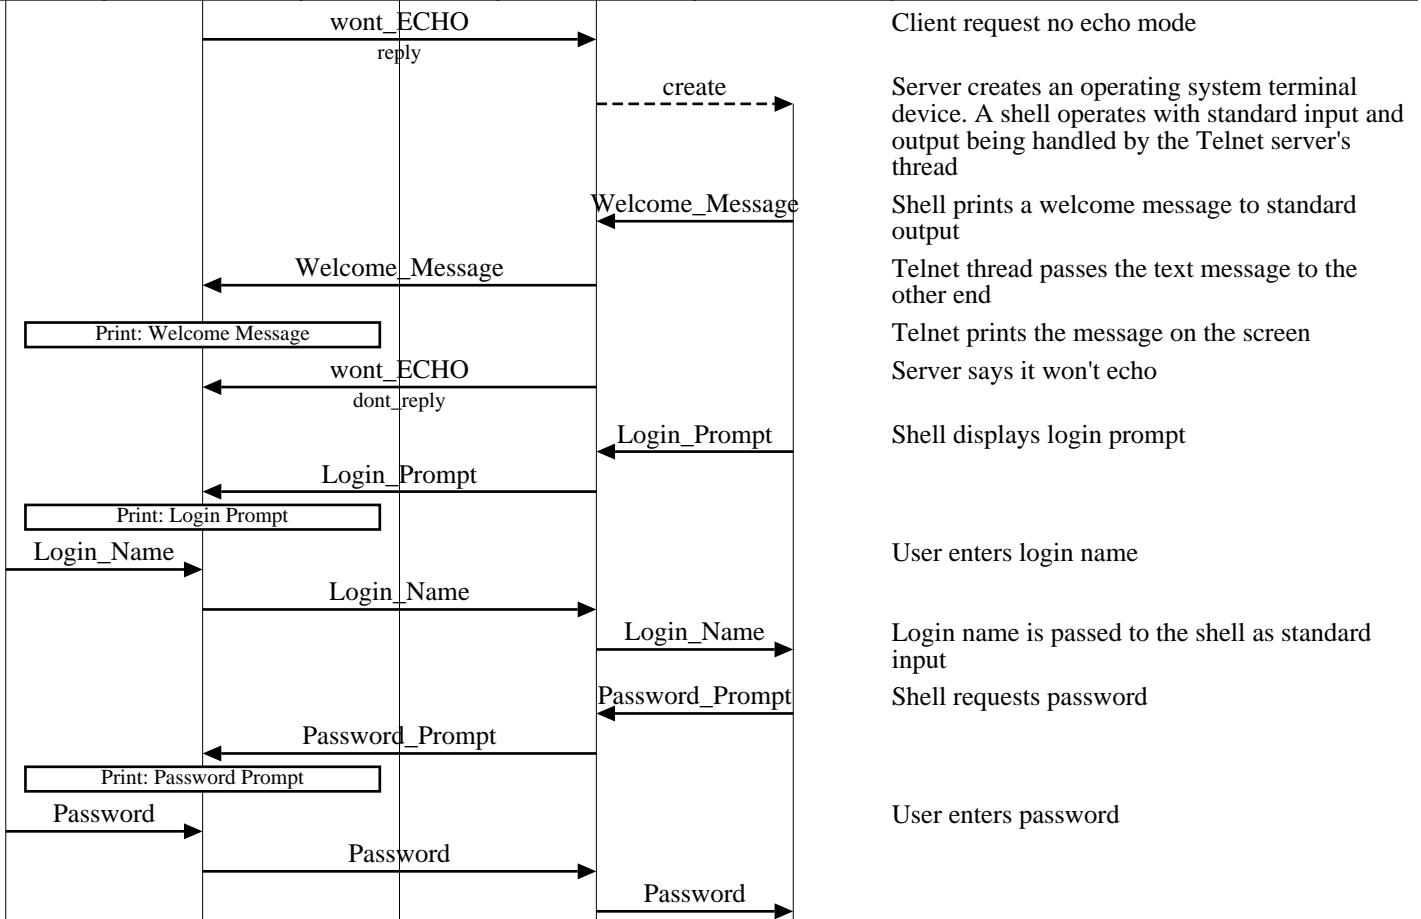 wont_ECHO
Client request no echo mode
reply
create
Server creates an operating system terminal
device. A shell operates with standard input and
output being handled by the Telnet server's
thread
Welcome_Message
Shell prints a welcome message to standard
output
Welcome_Message
Telnet thread passes the text message to the
other end
Print: Welcome Message
Telnet prints the message on the screen
wont_ECHO
Server says it won't echo
dont_reply
Login_Prompt
Shell displays login prompt
Login_Prompt
Print: Login Prompt
Login_Name
User enters login name
Login_Name
Login_Name
Login name is passed to the shell as standard
input
Password_Prompt
Shell requests password
Password_Prompt
Print: Password Prompt
Password
User enters password
Password
Password